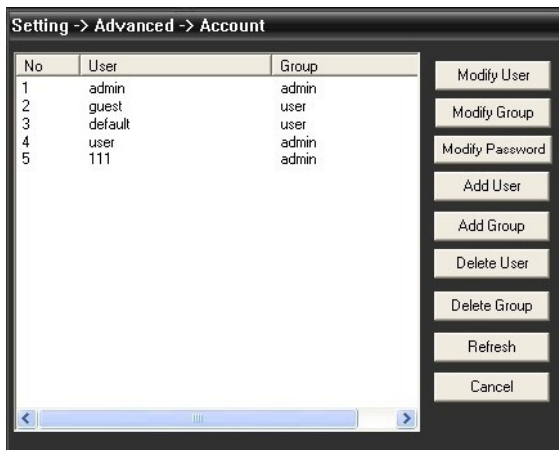 Setting -> Advanced -> Account
No User Group
1 admin admin
2 guest user
3 default user
4 user admin
5 111 admin
Modify User
Modify Group
Modify Password
Add User
Add Group
Delete User
Delete Group
Refresh
Cancel